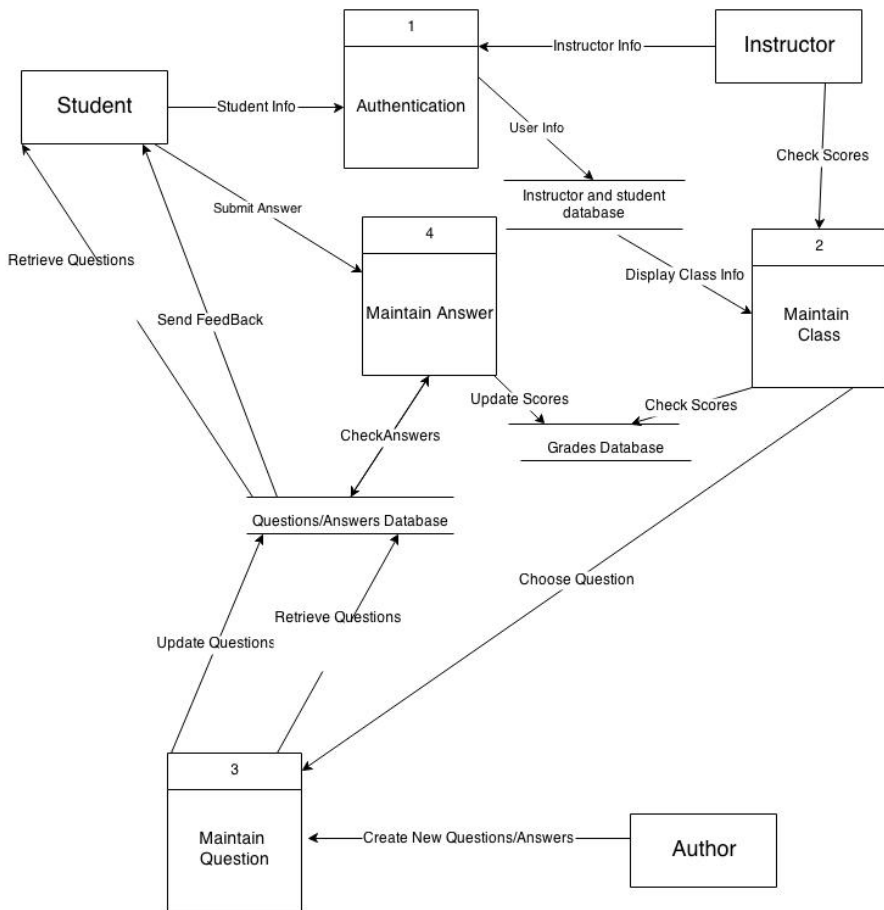 1
Instructor Info
Instructor
Student
Student Info
Authentication
User Info
Check Scores
Instructor and student
database
Submit Answer
4
2
Retrieve Questions
Display Class Info
Send FeedBack
Maintain Answer
Maintain
Class
Update Scores
Check Scores
CheckAnswers
Grades Database
Questions/Answers Database
Choose Question
Retrieve Questions
Update Questions
3
Maintain
Question
Create New Questions/Answers
Author